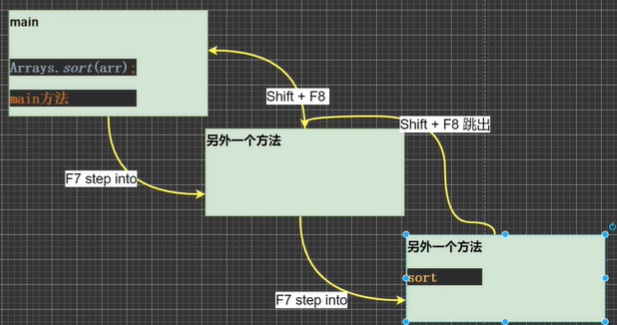 main
Arrays.sort(arr);
main方法
Shift + F8
Shift + F8 跳出
另外一个方法
F7 step into
另外一个方法
sort
F7 step into